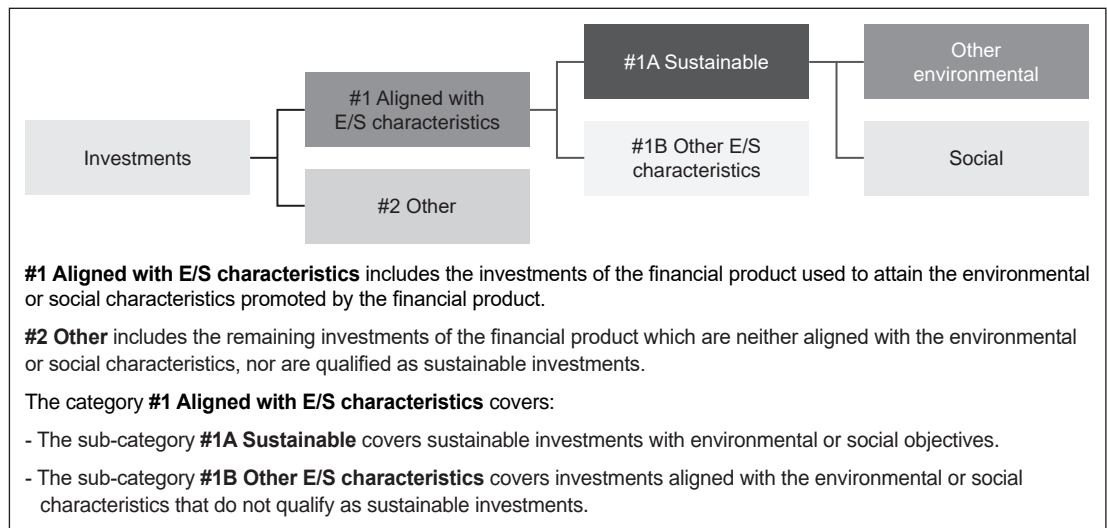 Investments
#1 Aligned with
E/S characteristics
#2 Other
#1A Sustainable
#1B Other E/S
characteristics
Other
environmental
Social
#1 Aligned with E/S characteristics includes the investments of the financial product used to attain the environmental
or social characteristics promoted by the financial product.
#2 Other includes the remaining investments of the financial product which are neither aligned with the environmental
or social characteristics, nor are qualified as sustainable investments.
The category #1 Aligned with E/S characteristics covers:
- The sub-category #1A Sustainable covers sustainable investments with environmental or social objectives.
- The sub-category #1B Other E/S characteristics covers investments aligned with the environmental or social
characteristics that do not qualify as sustainable investments.